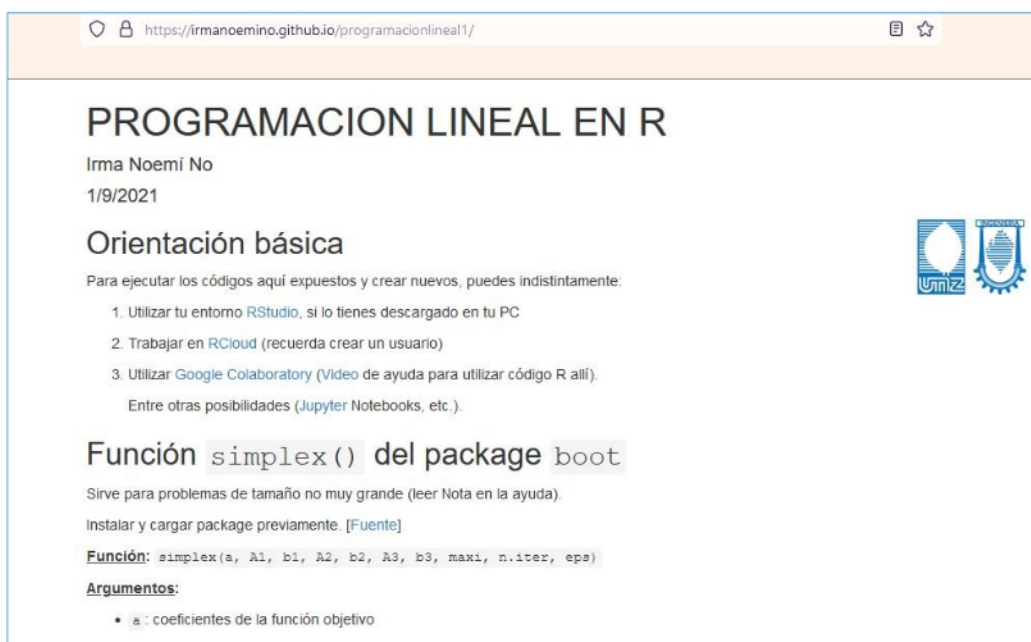 https://irmanoemino.github.io/programacionlineal1/
PROGRAMACION LINEAL EN R
Irma Noemí No
1/9/2021
Orientación básica
INGENIERIA
UNLZ
Para ejecutar los códigos aquí expuestos y crear nuevos, puedes indistintamente:
1. Utilizar tu entorno RStudio, si lo tienes descargado en tu PC
2. Trabajar en RCloud (recuerda crear un usuario)
3. Utilizar Google Colaboratory (Video de ayuda para utilizar código R allí).
Entre otras posibilidades (Jupyter Notebooks, etc.).
Función simplex() del package boot
Sirve para problemas de tamaño no muy grande (leer Nota en la ayuda).
Instalar y cargar package previamente. [Fuente]
Función: simplex(a, A1, b1, A2, b2, A3, b3, maxi, n.iter, eps)
Argumentos:
• a : coeficientes de la función objetivo